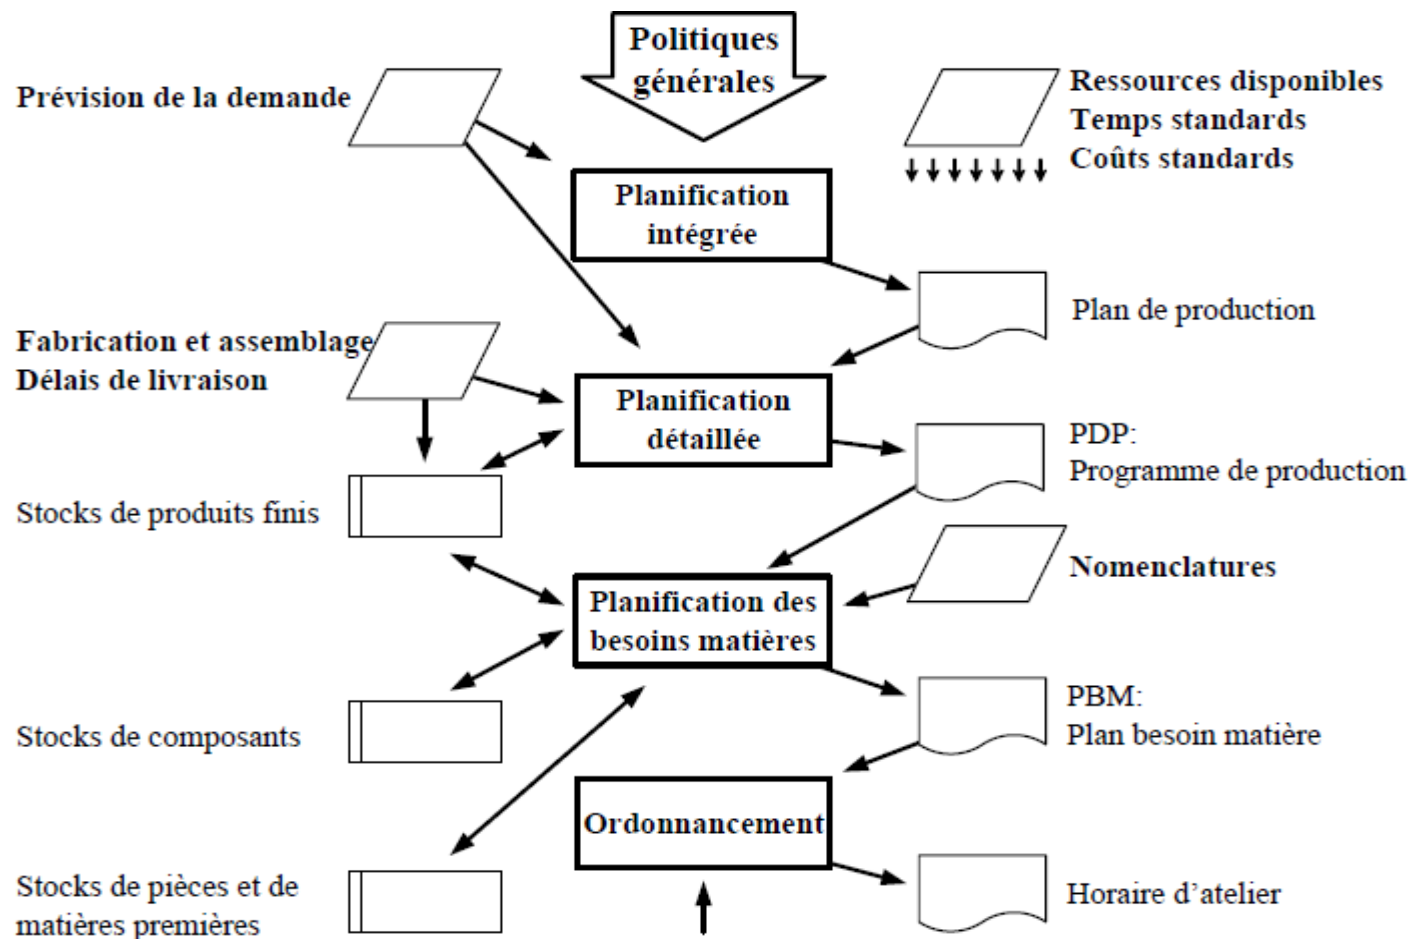 Politiques
générales
Prévision de la demande
Ressources disponibles
Temps standards
Coûts standards
Planification
intégrée
Plan de production
Fabrication et assemblage
Délais de livraison
Planification
détaillée
PDP:
Programme de production
Stocks de produits finis
Nomenclatures
Planification des
besoins matières
PBM:
Plan besoin matière
Stocks de composants
Ordonnancement
Stocks de pièces et de
matières premières
Horaire d'atelier